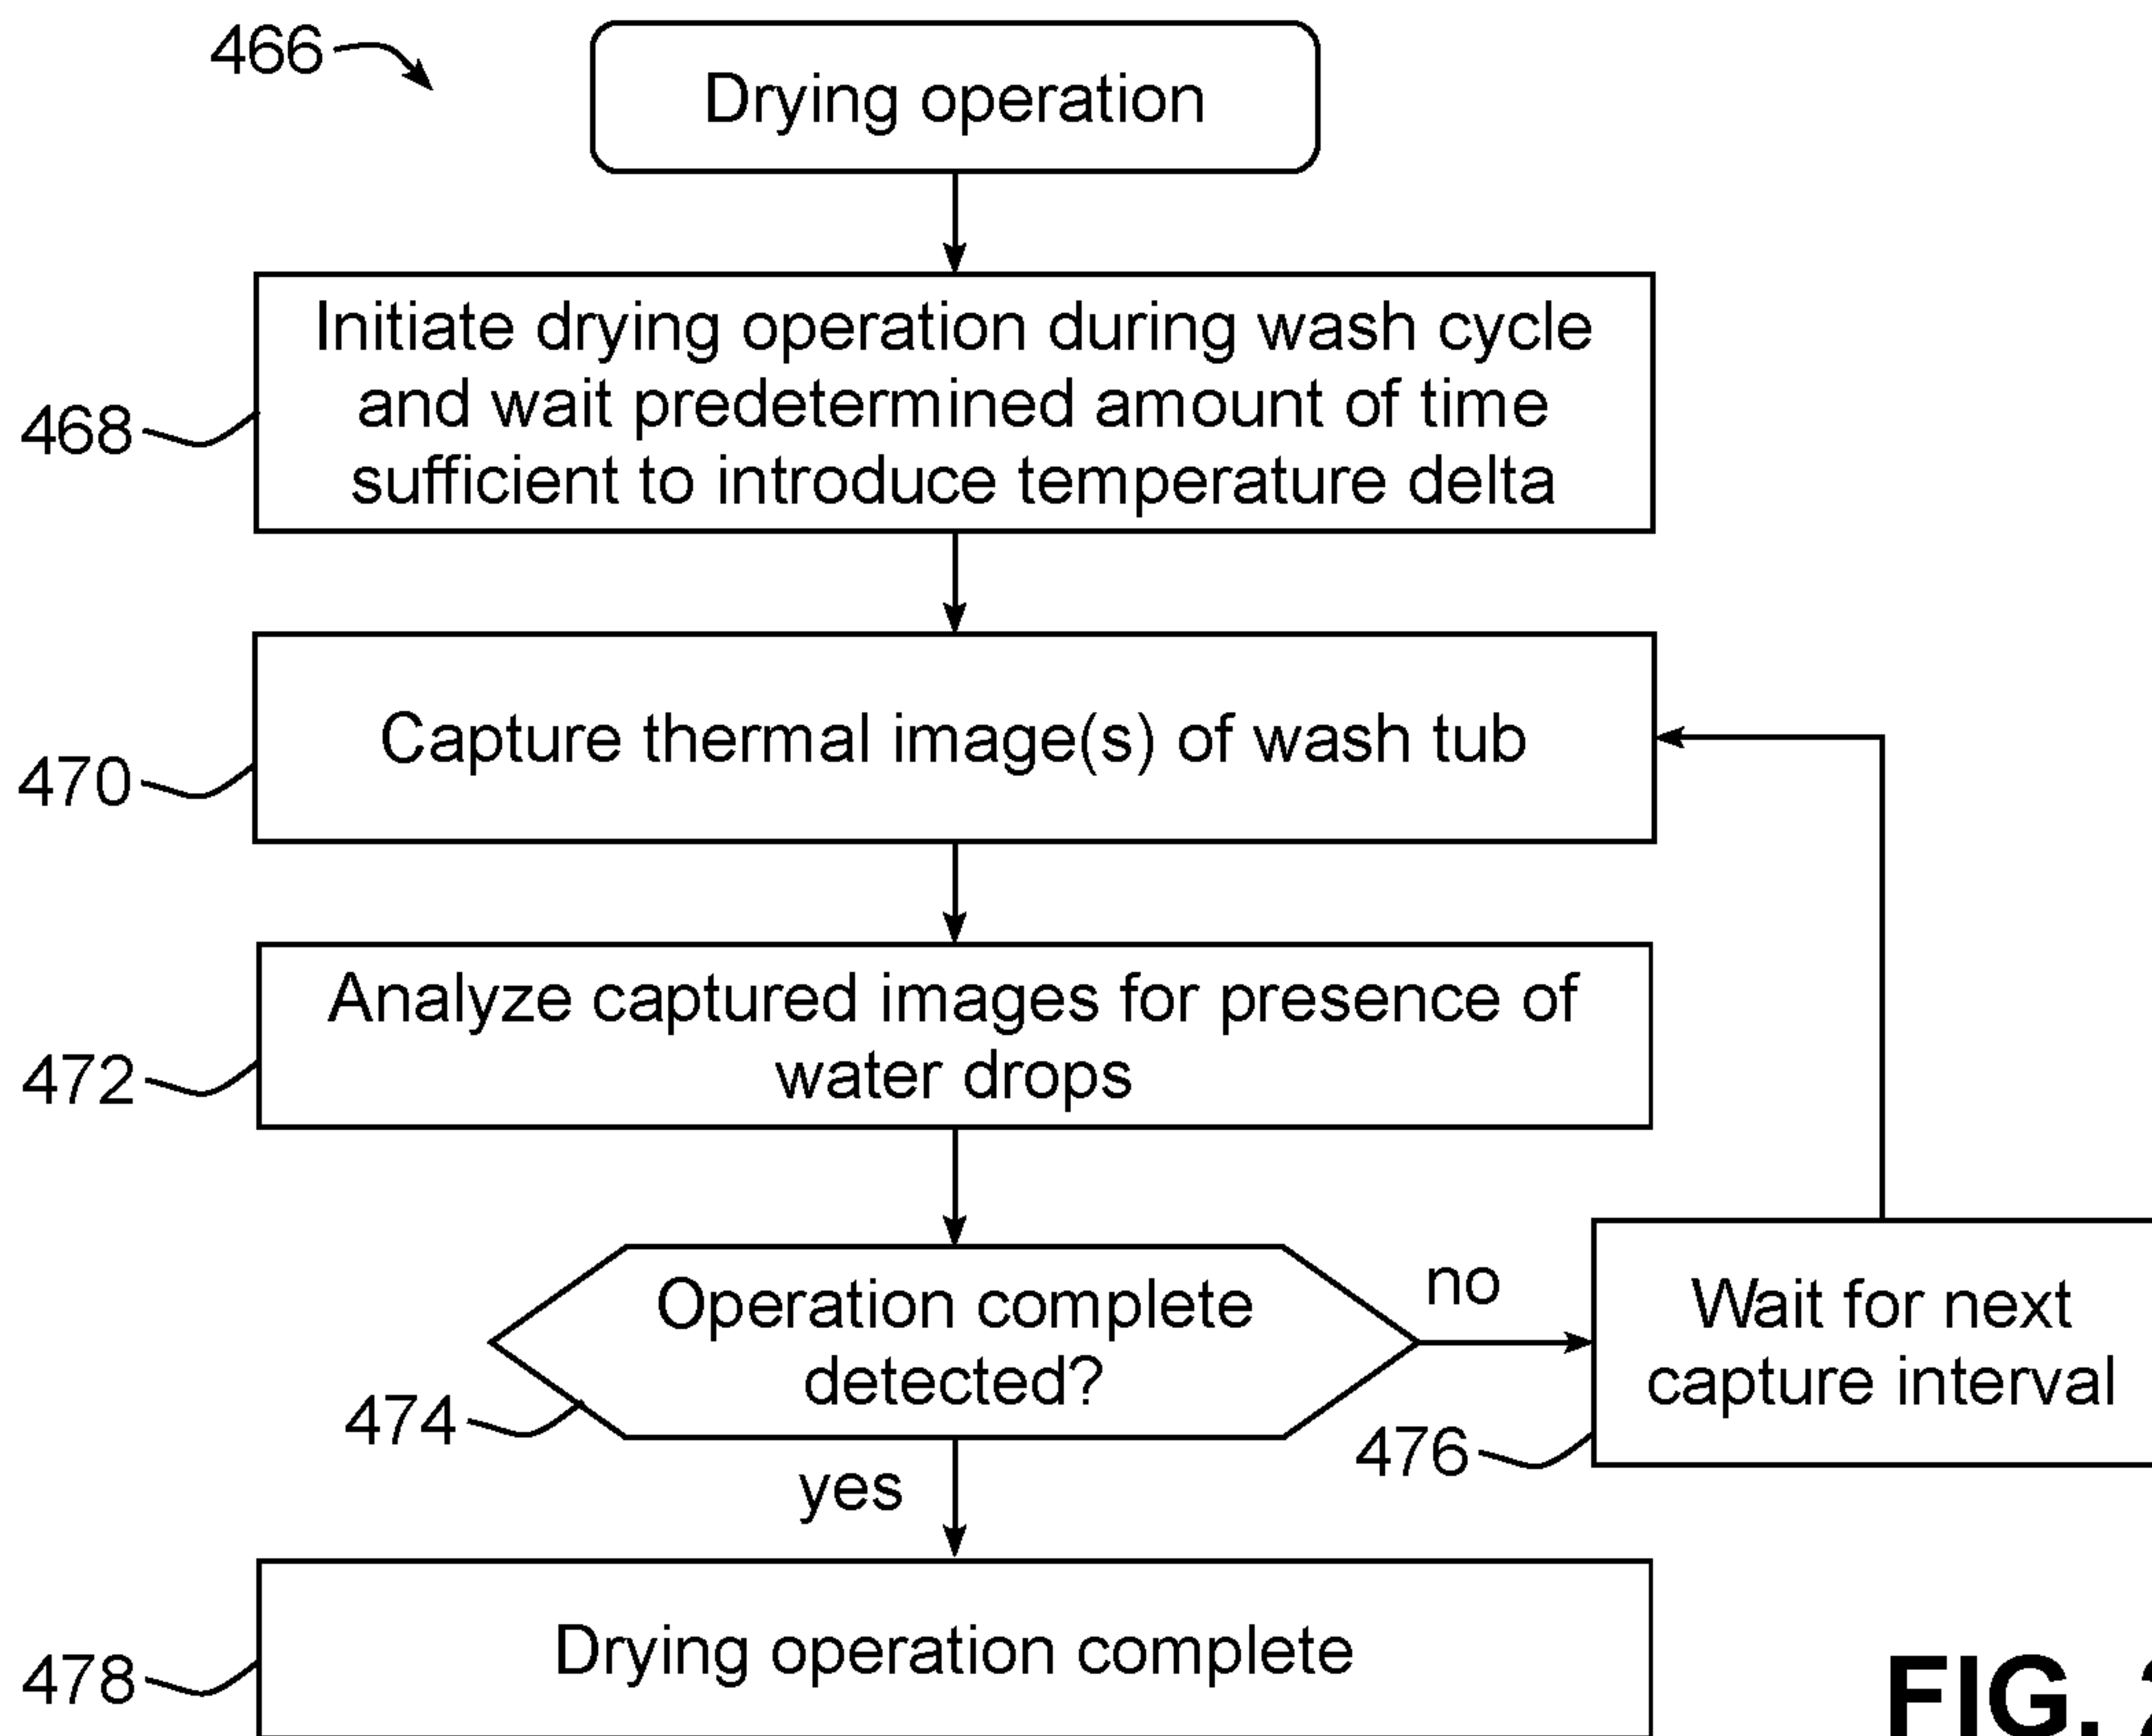 466
Drying operation
Initiate drying operation during wash cycle
and wait predetermined amount of time
sufficient to introduce temperature delta
468
Capture thermal image(s) of wash tub
470
Analyze captured images for presence of
water drops
472
Operation complete
detected?
474
no
Wait for next
capture interval
476
yes
Drying operation complete
478
FIG.